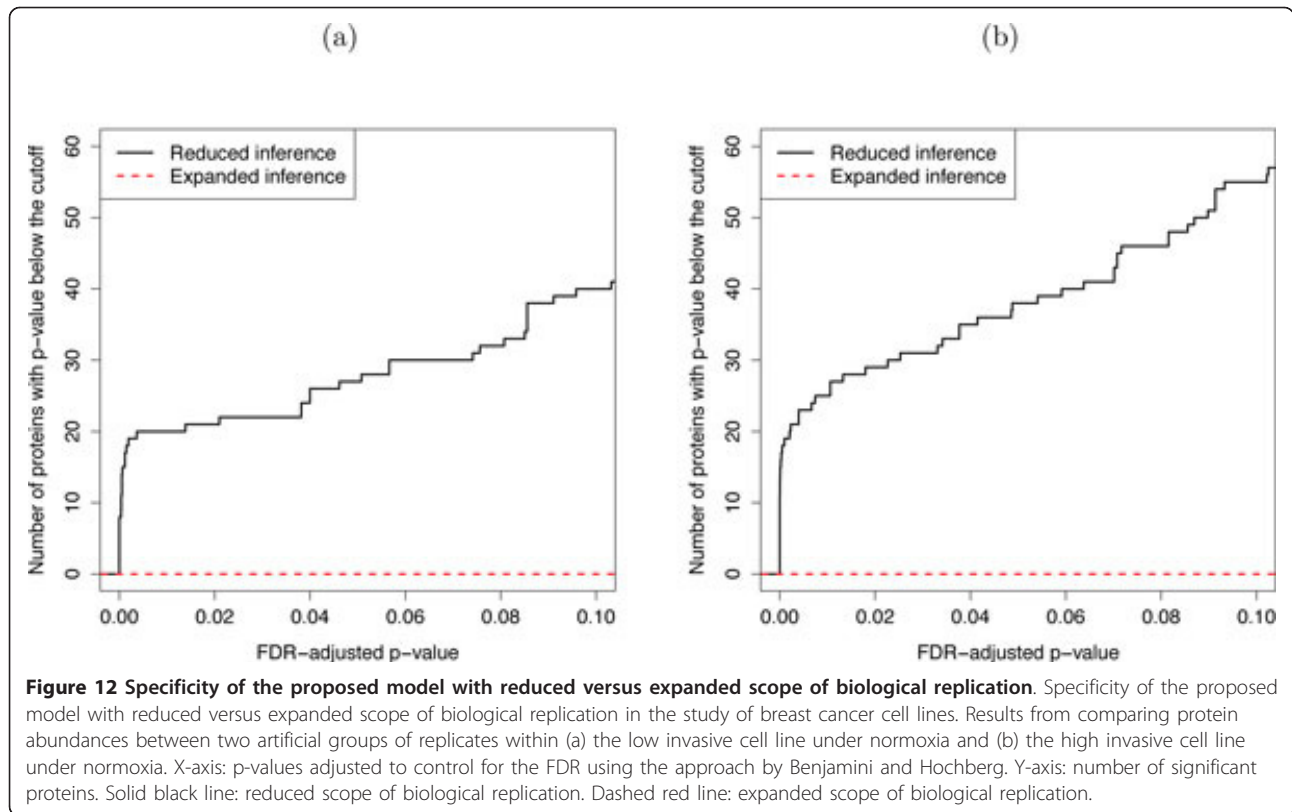 (a)
60
50
40
30
20
10
0
Number of proteins with p-value below the cutoff
Reduced inference
Expanded inference
0.00 0.02 0.04 0.06 0.08 0.10
FDR-adjusted p-value
(b)
60
50
40
30
20
10
0
Number of proteins with p-value below the cutoff
Reduced inference
Expanded inference
0.00 0.02 0.04 0.06 0.08 0.10
FDR-adjusted p-value
Figure 12 Specificity of the proposed model with reduced versus expanded scope of biological replication. Specificity of the proposed
model with reduced versus expanded scope of biological replication in the study of breast cancer cell lines. Results from comparing protein
abundances between two artificial groups of replicates within (a) the low invasive cell line under normoxia and (b) the high invasive cell line
under normoxia. X-axis: p-values adjusted to control for the FDR using the approach by Benjamini and Hochberg. Y-axis: number of significant
proteins. Solid black line: reduced scope of biological replication. Dashed red line: expanded scope of biological replication.